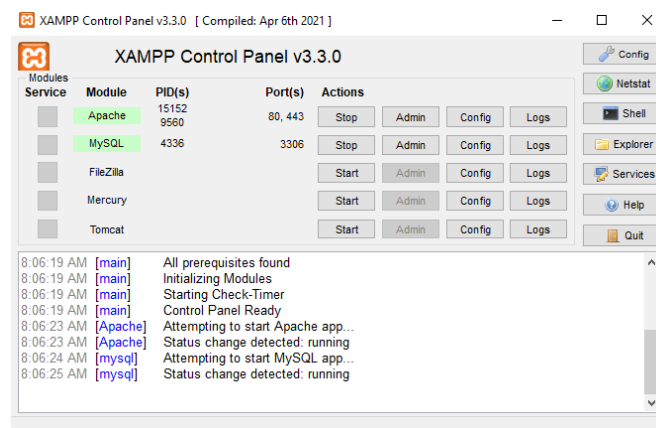 XAMPP Control Panel v3.3.0 [ Compiled: Apr 6th 2021 ]
XAMPP Control Panel v3.3.0
Config
Modules
Service Module PID(s) Port(s) Actions
Netstat
Apache 15152 9560 80, 443 Stop Admin Config Logs
Shell
MySQL 4336 3306 Stop Admin Config Logs
Explorer
FileZilla Start Admin Config Logs
Services
Mercury Start Admin Config Logs
Help
Tomcat Start Admin Config Logs
Quit
8:06:19 AM [main] All prerequisites found
8:06:19 AM [main] Initializing Modules
8:06:19 AM [main] Starting Check-Timer
8:06:19 AM [main] Control Panel Ready
8:06:23 AM [Apache] Attempting to start Apache app...
8:06:23 AM [Apache] Status change detected: running
8:06:24 AM [mysql] Attempting to start MySQL app...
8:06:25 AM [mysql] Status change detected: running